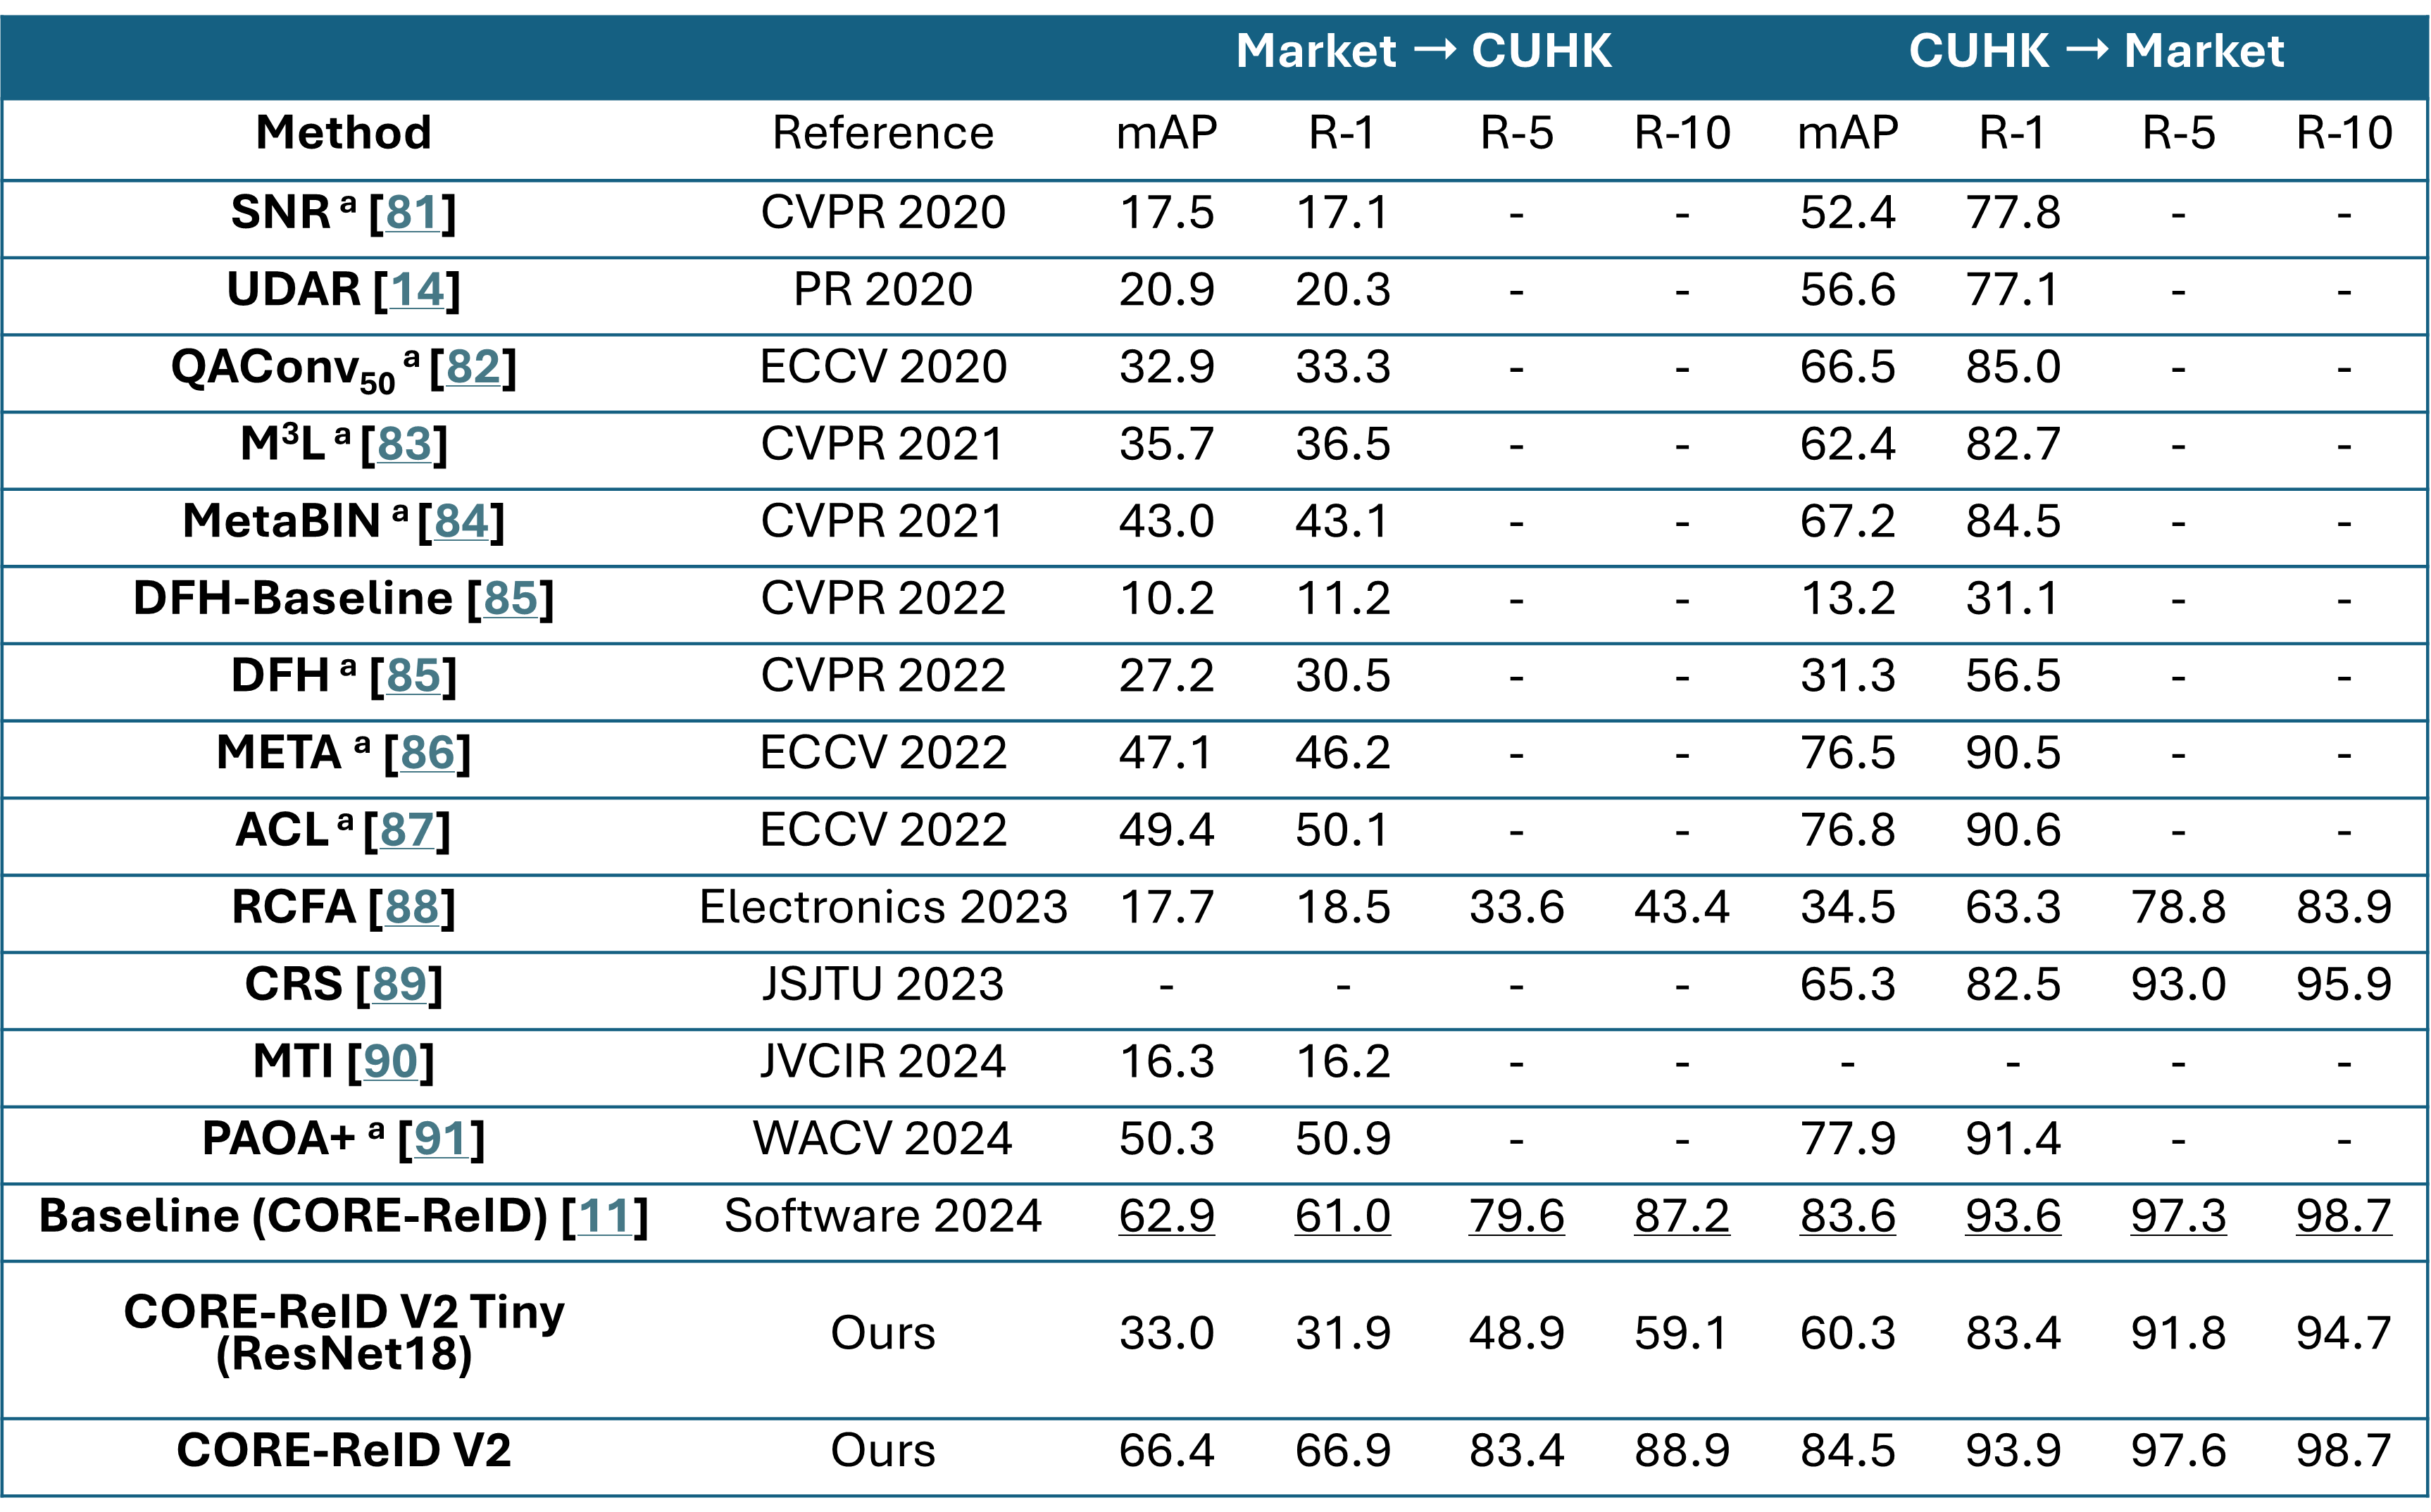 Market → CUHK CUHK → Market
Method Reference mAP R-1 R-5 R-10 mAP R-1 R-5 R-10
SNR a [81] CVPR 2020 17.5 17.1 - - 52.4 77.8 - -
UDAR [14] PR 2020 20.9 20.3 - - 56.6 77.1 - -
QAConv50 a [82] ECCV 2020 32.9 33.3 - - 66.5 85.0 - -
M³L a [83] CVPR 2021 35.7 36.5 - - 62.4 82.7 - -
MetaBIN a [84] CVPR 2021 43.0 43.1 - - 67.2 84.5 - -
DFH-Baseline [85] CVPR 2022 10.2 11.2 - - 13.2 31.1 - -
DFH a [85] CVPR 2022 27.2 30.5 - - 31.3 56.5 - -
META a [86] ECCV 2022 47.1 46.2 - - 76.5 90.5 - -
ACL a [87] ECCV 2022 49.4 50.1 - - 76.8 90.6 - -
RCFA [88] Electronics 2023 17.7 18.5 33.6 43.4 34.5 63.3 78.8 83.9
CRS [89] JSJTU 2023 - - - - 65.3 82.5 93.0 95.9
MTI [90] JVCIR 2024 16.3 16.2 - - - - - -
PAOA+ a [91] WACV 2024 50.3 50.9 - - 77.9 91.4 - -
Baseline (CORE-ReID) [11] Software 2024 62.9 61.0 79.6 87.2 83.6 93.6 97.3 98.7
CORE-ReID V2 Tiny
(ResNet18) Ours 33.0 31.9 48.9 59.1 60.3 83.4 91.8 94.7
CORE-ReID V2 Ours 66.4 66.9 83.4 88.9 84.5 93.9 97.6 98.7